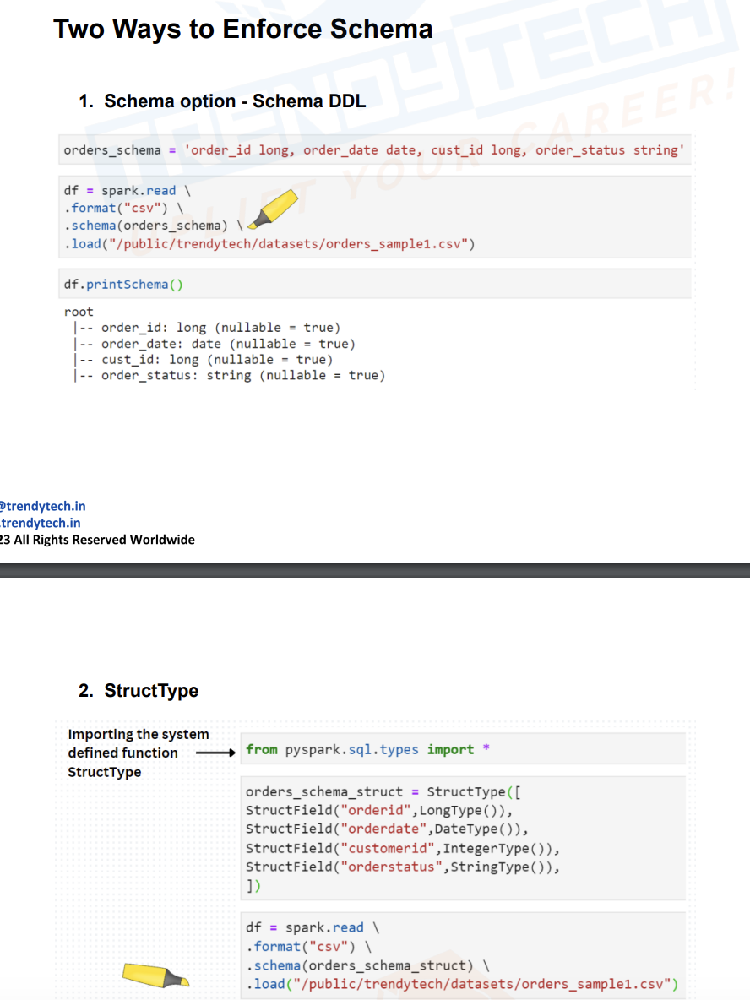 Two Ways to Enforce Schema
TRENDYTECH
UPLIFT YOUR CAREER!
1. Schema option - Schema DDL
orders_schema = 'order_id long, order_date date, cust_id long, order_status string'
df = spark.read \
.format("csv") \
.schema(orders_schema) \
.load("/public/trendytech/datasets/orders_sample1.csv")
df.printSchema()
root
|-- order_id: long (nullable = true)
|-- order_date: date (nullable = true)
|-- cust_id: long (nullable = true)
|-- order_status: string (nullable = true)
@trendytech.in
.trendytech.in
23 All Rights Reserved Worldwide
2. StructType
Importing the system
defined function
StructType
from pyspark.sql.types import *
orders_schema_struct = StructType([
StructField("orderid",LongType()),
StructField("orderdate",DateType()),
StructField("customerid",IntegerType()),
StructField("orderstatus",StringType()),
])
df = spark.read \
.format("csv") \
.schema(orders_schema_struct) \
.load("/public/trendytech/datasets/orders_sample1.csv")